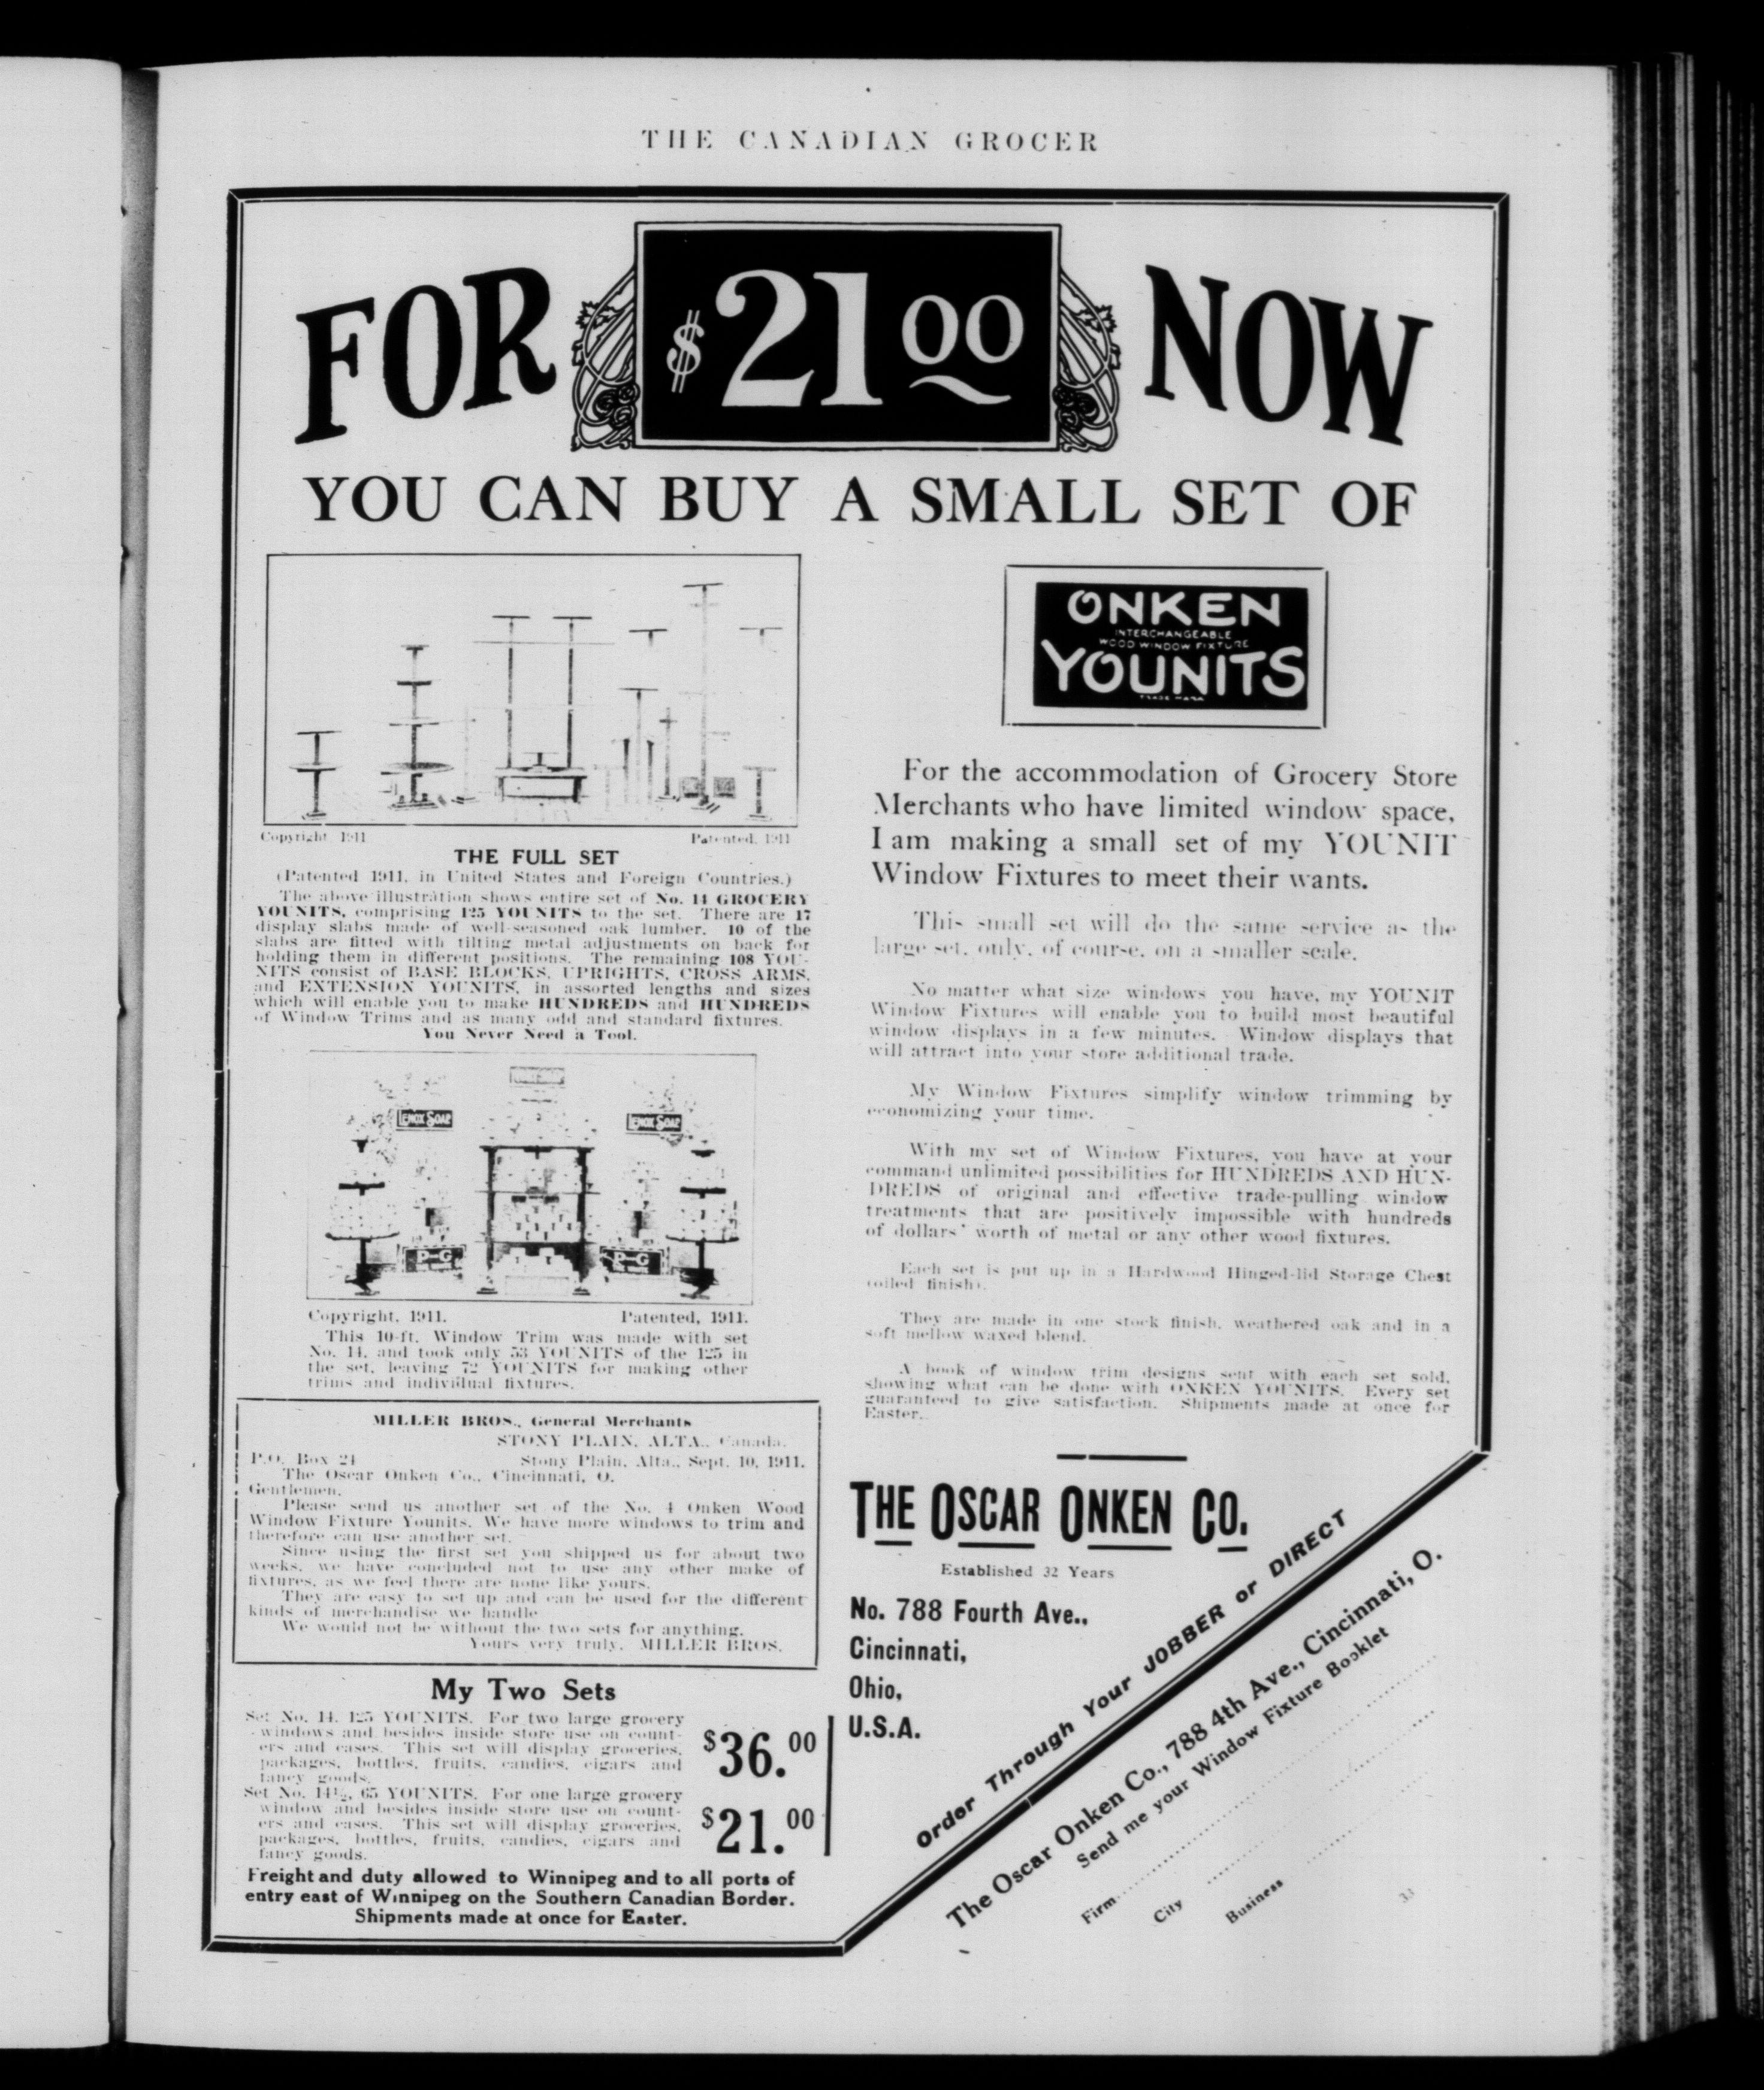 THE CANADIAN GROCER
FOR $21.00 NOW
YOU CAN BUY A SMALL SET OF
Copyright 1911 Patented, 1911
THE FULL SET
(Patented 1911, in United States and Foreign Countries.)
The above illustration shows entire set of No. 14 GROCERY
YOUNITS, comprising 125 YOUNITS to the set. There are 17
display slabs made of well-seasoned oak lumber. 10 of the
slabs are fitted with tilting metal adjustments on back for
holding them in different positions. The remaining 108 YOU-
NITS consist of BASE BLOCKS, UPRIGHTS, CROSS ARMS,
and EXTENSION YOUNITS, in assorted lengths and sizes
which will enable you to make HUNDREDS and HUNDREDS
of Window Trims and as many odd and standard fixtures.
You Never Need a Tool.
LENOX SOAP
LENOX SOAP
P-G
P-G
Copyright, 1911. Patented, 1911.
This 10-ft. Window Trim was made with set
No. 14, and took only 53 YOUNITS of the 125 in
the set, leaving 72 YOUNITS for making other
trims and individual fixtures.
MILLER BROS., General Merchants
STONY PLAIN, ALTA., Canada.
P.O. Box 24 Stony Plain, Alta., Sept. 10, 1911.
The Oscar Onken Co., Cincinnati, O.
Gentlemen,
Please send us another set of the No. 4 Onken Wood
Window Fixture Younits. We have more windows to trim and
therefore can use another set.
Since using the first set you shipped us for about two
weeks, we have concluded not to use any other make of
fixtures, as we feel there are none like yours.
They are easy to set up and can be used for the different
kinds of merchandise we handle
We would not be without the two sets for anything.
Yours very truly, MILLER BROS.
My Two Sets
Set No. 14. 125 YOUNITS. For two large grocery
windows and besides inside store use on count-
ers and cases. This set will display groceries,
packages, bottles, fruits, candies, cigars and
fancy goods.
$36.00
Set No. 14½, 65 YOUNITS. For one large grocery
window and besides inside store use on count-
ers and cases. This set will display groceries,
packages, bottles, fruits, candies, cigars and
fancy goods.
$21.00
Freight and duty allowed to Winnipeg and to all ports of
entry east of Winnipeg on the Southern Canadian Border.
Shipments made at once for Easter.
ONKEN
INTERCHANGEABLE
WOOD WINDOW FIXTURE
YOUNITS
TRADE MARK
For the accommodation of Grocery Store
Merchants who have limited window space,
I am making a small set of my YOUNIT
Window Fixtures to meet their wants.
This small set will do the same service as the
large set, only, of course, on a smaller scale.
No matter what size windows you have, my YOUNIT
Window Fixtures will enable you to build most beautiful
window displays in a few minutes. Window displays that
will attract into your store additional trade.
My Window Fixtures simplify window trimming by
economizing your time.
With my set of Window Fixtures, you have at your
command unlimited possibilities for HUNDREDS AND HUN-
DREDS of original and effective trade-pulling window
treatments that are positively impossible with hundreds
of dollars' worth of metal or any other wood fixtures.
Each set is put up in a Hardwood Hinged-lid Storage Chest
(oiled finish).
They are made in one stock finish, weathered oak and in a
soft mellow waxed blend.
A book of window trim designs sent with each set sold,
showing what can be done with ONKEN YOUNITS. Every set
guaranteed to give satisfaction. Shipments made at once for
Easter.
THE OSCAR ONKEN CO.
Established 32 Years
No. 788 Fourth Ave.,
Cincinnati,
Ohio,
U.S.A.
Order Through Your JOBBER or DIRECT
The Oscar Onken Co., 788 4th Ave., Cincinnati, O.
Send me your Window Fixture Booklet
Firm
City
Business
33